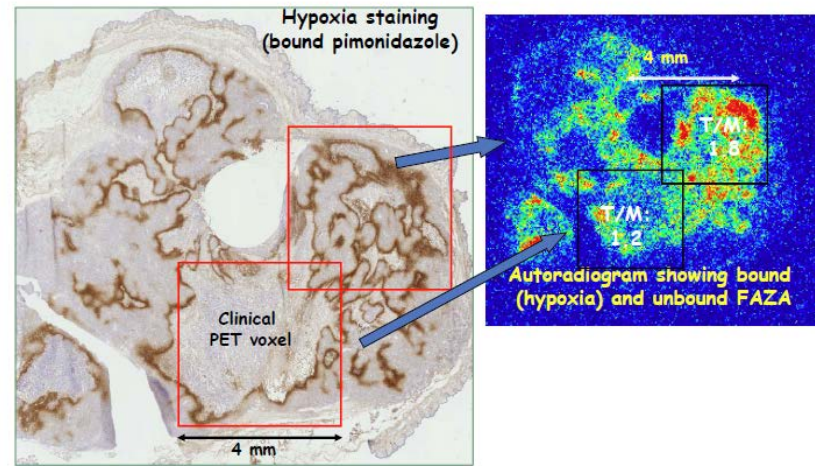 Hypoxia staining
(bound pimonidazole)
Clinical
PET voxel
4 mm
4 mm
T/M:
1,8
T/M:
1,2
Autoradiogram showing bound
(hypoxia) and unbound FAZA